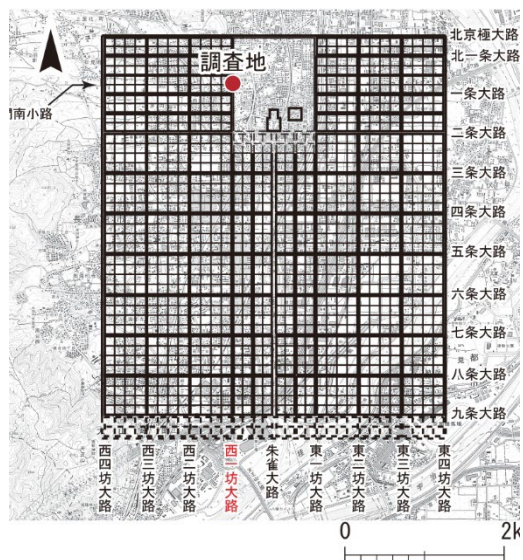 北京極大路
北一条大路
調査地
一条大路
間南小路
二条大路
三条大路
四条大路
五条大路
六条大路
七条大路
八条大路
九条大路
西四坊大路
西三坊大路
西二坊大路
西一坊大路
朱雀大路
東一坊大路
東二坊大路
東三坊大路
東四坊大路
0 2k